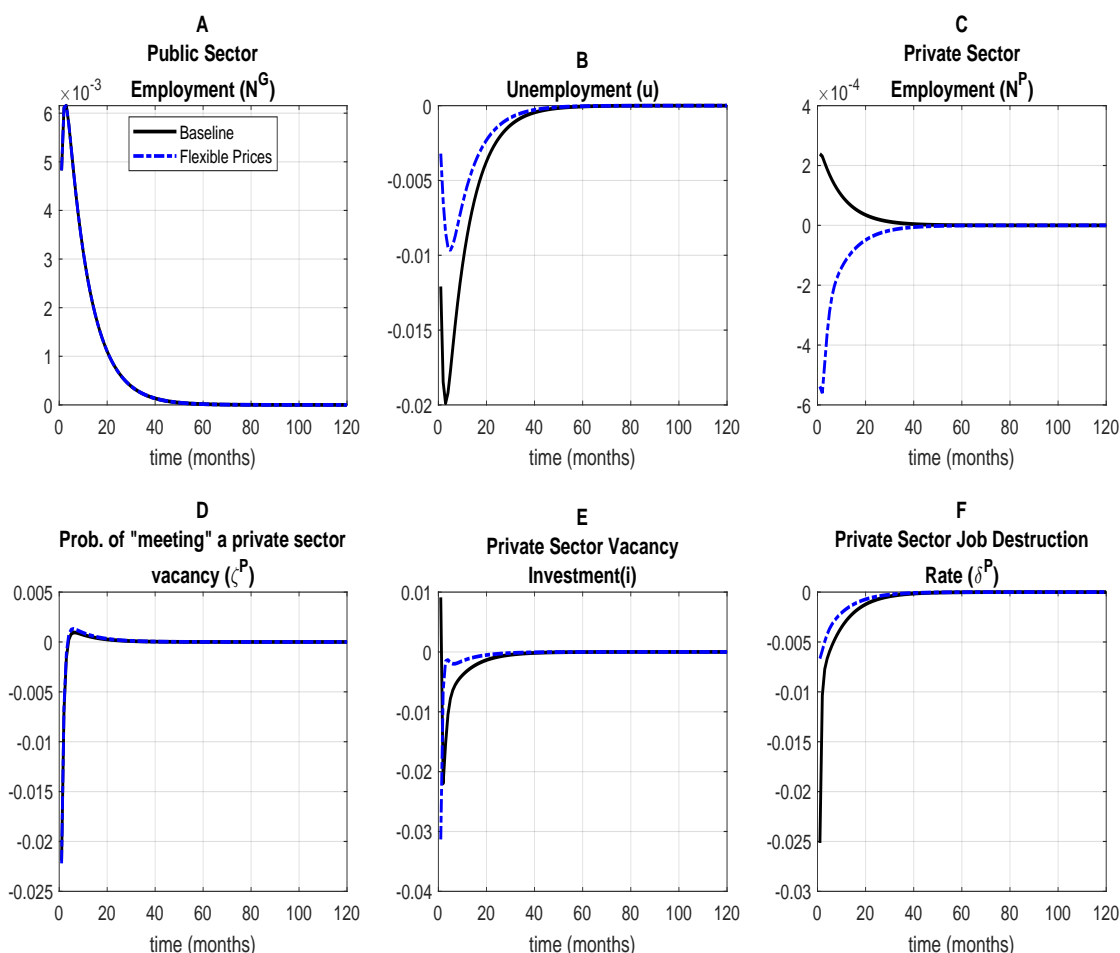 A
Public Sector
Employment (N^G)
×10^-3
6
5
4
3
2
1
0
Baseline
Flexible Prices
0 20 40 60 80 100 120
time (months)
B
Unemployment (u)
0
-0.005
-0.01
-0.015
-0.02
0 20 40 60 80 100 120
time (months)
C
Private Sector
Employment (N^P)
×10^-4
4
2
0
-2
-4
-6
0 20 40 60 80 100 120
time (months)
D
Prob. of "meeting" a private sector
vacancy (ζ^P)
0.005
0
-0.005
-0.01
-0.015
-0.02
-0.025
0 20 40 60 80 100 120
time (months)
E
Private Sector Vacancy
Investment(i)
0.01
0
-0.01
-0.02
-0.03
-0.04
0 20 40 60 80 100 120
time (months)
F
Private Sector Job Destruction
Rate (δ^P)
0
-0.005
-0.01
-0.015
-0.02
-0.025
-0.03
0 20 40 60 80 100 120
time (months)